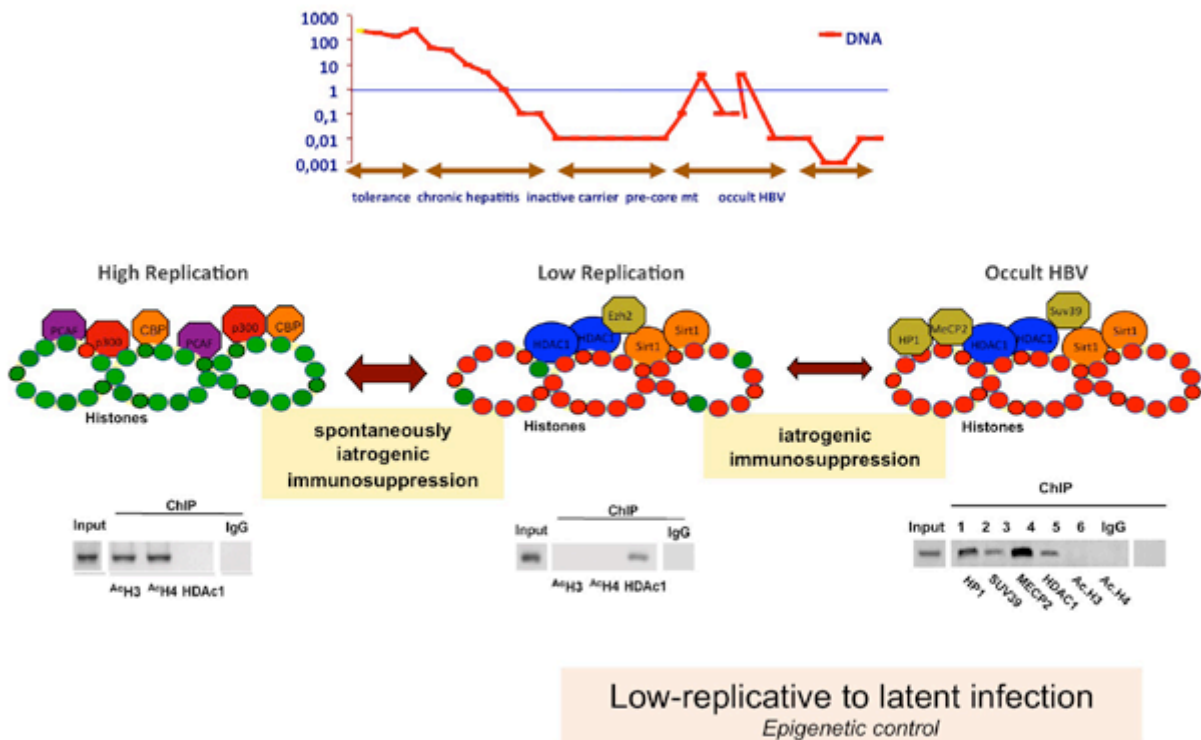 1000
100
10
1
0,1
0,01
0,001
DNA
tolerance chronic hepatitis inactive carrier pre-core mt occult HBV
High Replication
Low Replication
Occult HBV
PCAF p300 CBP PCAF p300 CBP
HDAC1 HDAC1 Ezh2 Sirt1 Sirt1
HP1 MeCP2 HDAC1 HDAC1 Suv39 Sirt1 Sirt1
Histones
Histones
Histones
spontaneously
iatrogenic
immunosuppression
iatrogenic
immunosuppression
ChIP
Input IgG
AcH3 AcH4 HDAc1
ChIP
Input IgG
AcH3 AcH4 HDAc1
ChIP
Input 1 2 3 4 5 6 IgG
HP1 SUV39 MECP2 HDAC1 Ac.H3 Ac.H4
Low-replicative to latent infection
Epigenetic control